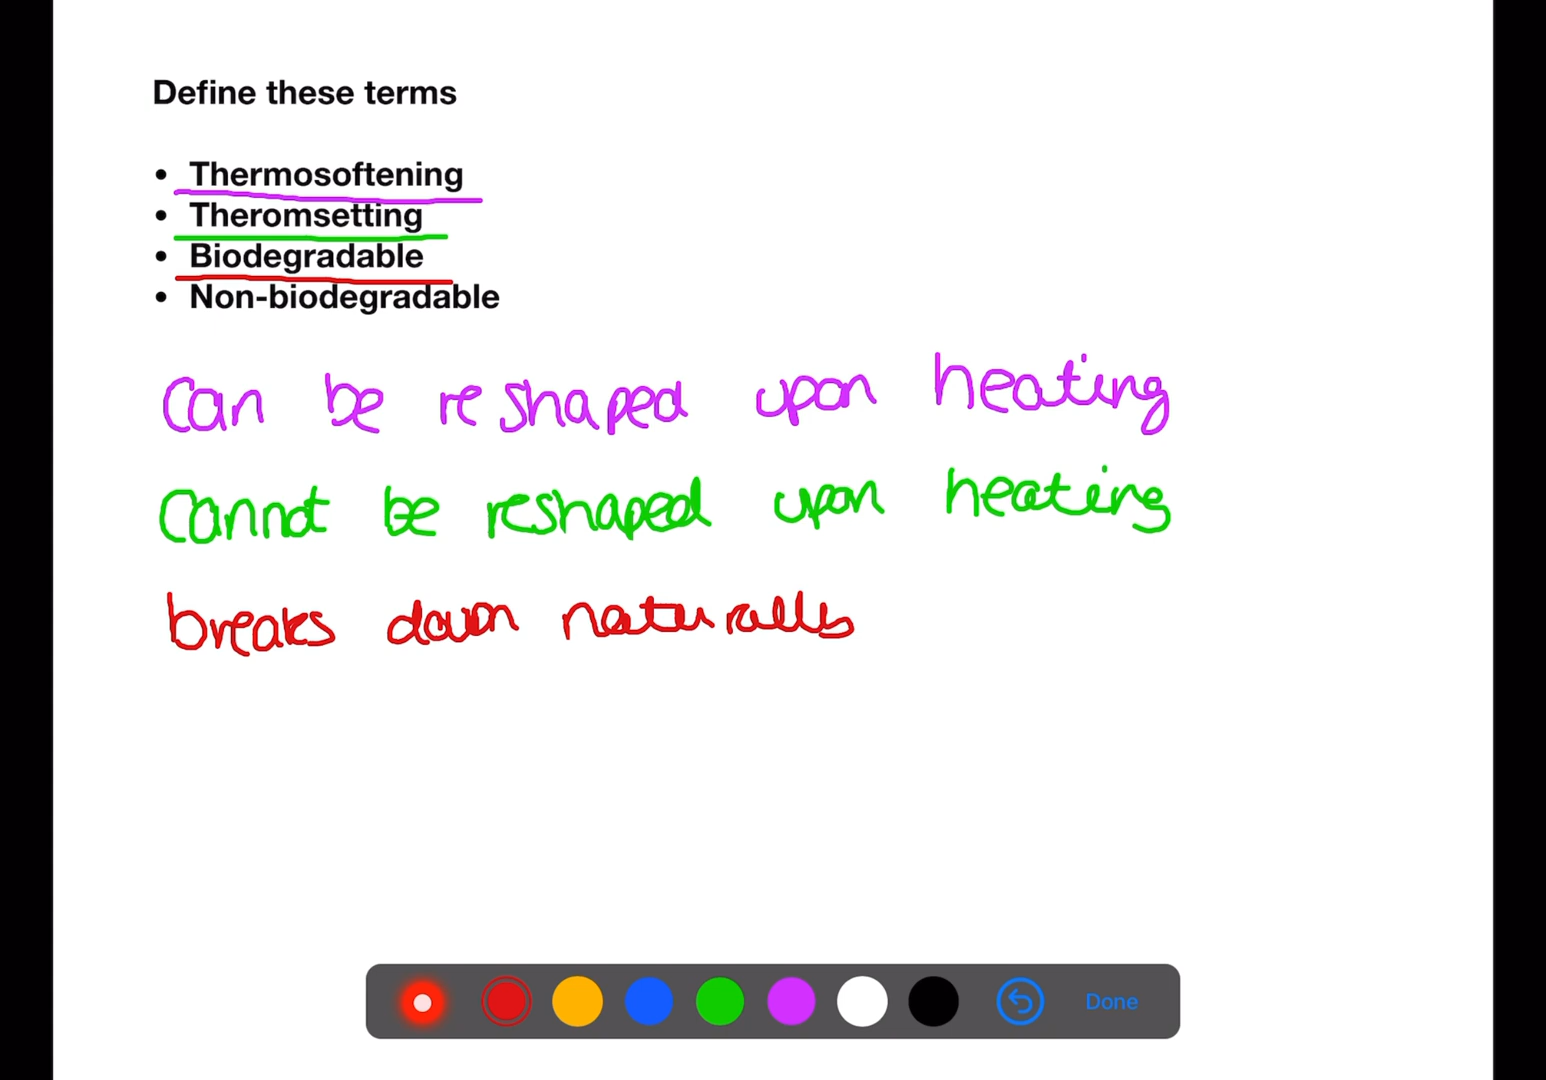 Define these terms
• Thermosoftening
• Theromsetting
• Biodegradable
• Non-biodegradable
can be reshaped upon heating
cannot be reshaped upon heating
breaks down naturally
Done